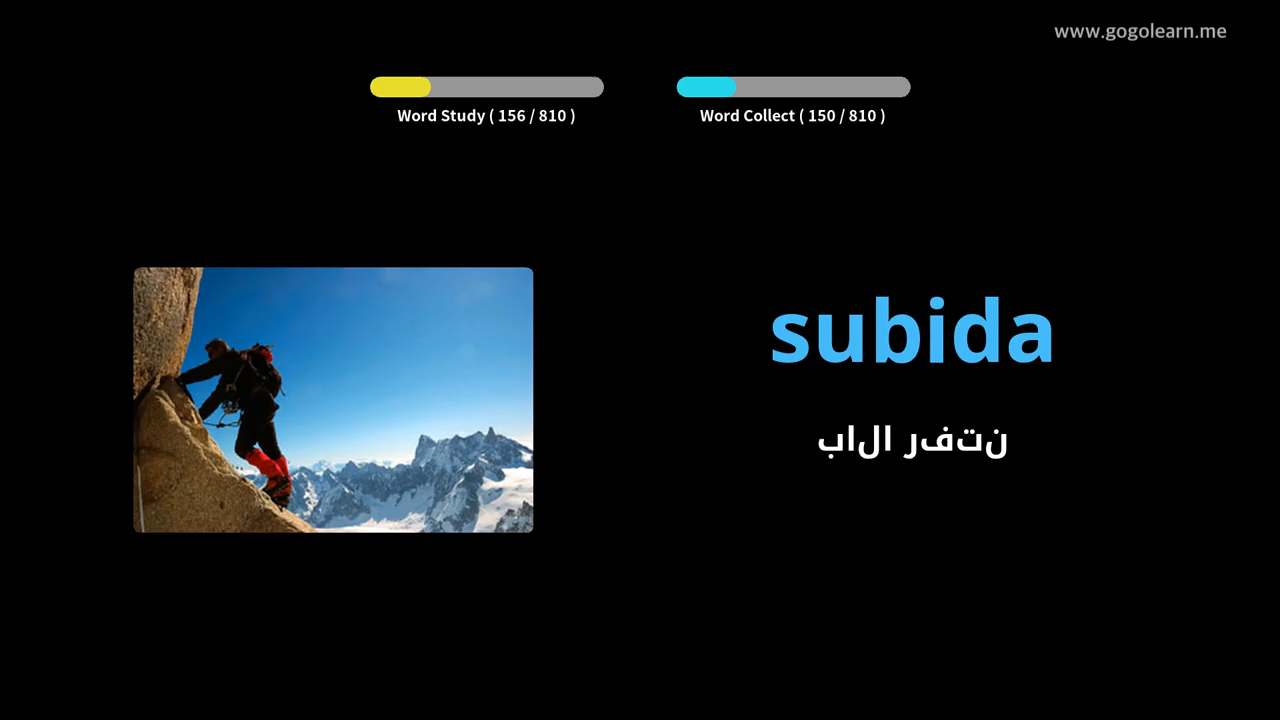 www.gogolearn.me
Word Study ( 156 / 810 )
Word Collect ( 150 / 810 )
subida
نتفر الاب